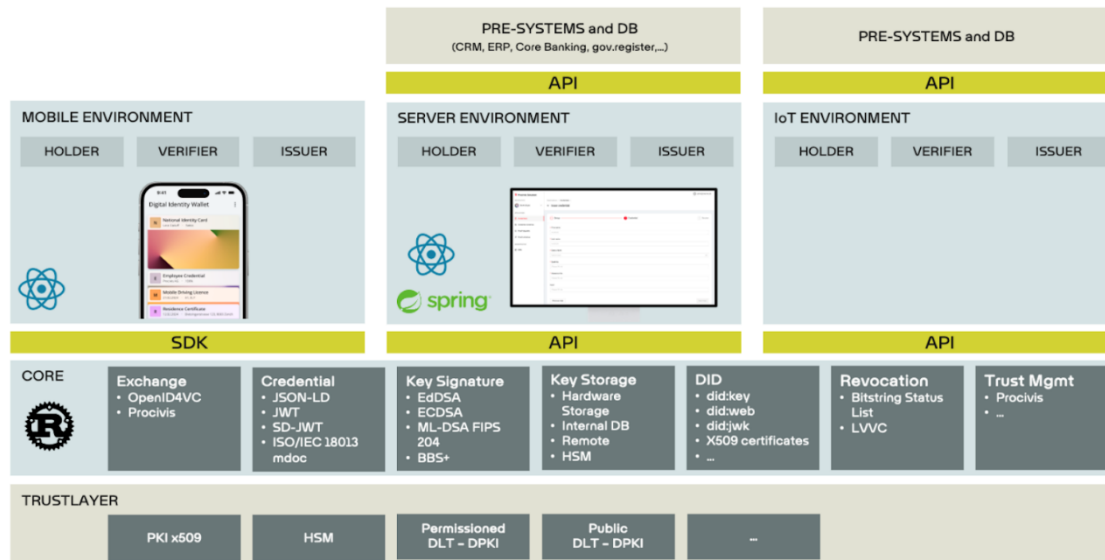 PRE-SYSTEMS and DB
(CRM, ERP, Core Banking, gov.register,...)
PRE-SYSTEMS and DB
API
API
MOBILE ENVIRONMENT
HOLDER
VERIFIER
ISSUER
Digital Identity Wallet
National Identity Card
Employee Credential
Mobile Driving License
Residence Certificate
SERVER ENVIRONMENT
HOLDER
VERIFIER
ISSUER
spring
IoT ENVIRONMENT
HOLDER
VERIFIER
ISSUER
SDK
API
API
CORE
Exchange
• OpenID4VC
• Procivis
Credential
• JSON-LD
• JWT
• SD-JWT
• ISO/IEC 18013
mdoc
Key Signature
• EdDSA
• ECDSA
• ML-DSA FIPS
204
• BBS+
Key Storage
• Hardware
Storage
• Internal DB
• Remote
• HSM
DID
• did:key
• did:web
• did:jwk
• X509 certificates
• ...
Revocation
• Bitstring Status
List
• LVVC
Trust Mgmt
• Procivis
• ...
TRUSTLAYER
PKI x509
HSM
Permissioned
DLT – DPKI
Public
DLT – DPKI
...